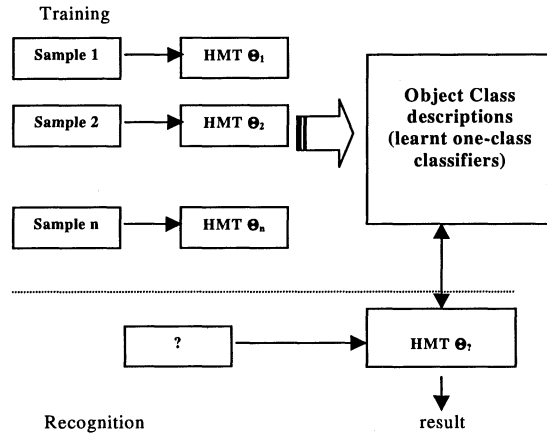 Training
Sample 1
HMT Θ1
Sample 2
HMT Θ2
Object Class
descriptions
(learnt one-class
classifiers)
Sample n
HMT Θn
?
HMT Θ?
Recognition
result